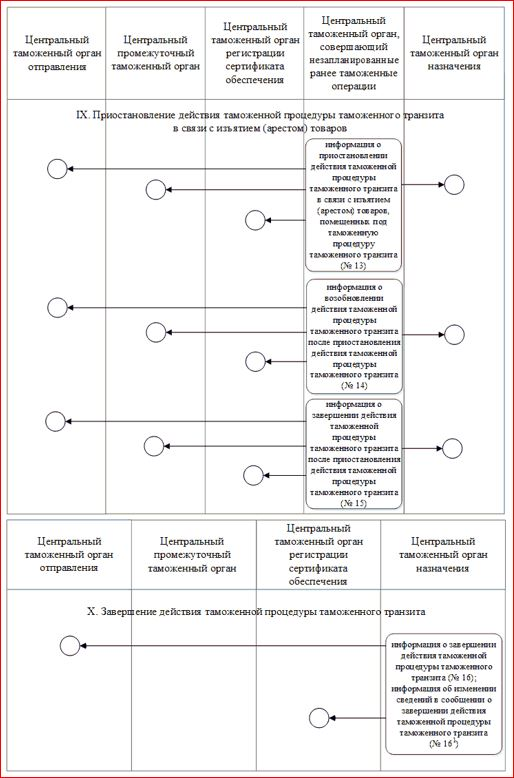 Центральный
таможенный орган
отправления
Центральный
промежуточный
таможенный орган
Центральный
таможенный орган
регистрации
сертификата
обеспечения
Центральный
таможенный орган,
совершающий
незапланированные
ранее таможенные
операции
Центральный
таможенный орган
назначения
IX. Приостановление действия таможенной процедуры таможенного транзита
в связи с изъятием (арестом) товаров
информация о
приостановлении
действия таможенной
процедуры
таможенного транзита
в связи с изъятием
(арестом) товаров,
помещенных под
таможенную
процедуру
таможенного транзита
(№ 13)
информация о
возобновлении
действия таможенной
процедуры
таможенного транзита
после приостановления
действия таможенной
процедуры
таможенного транзита
(№ 14)
информация о
завершении действия
таможенной
процедуры
таможенного транзита
после приостановления
действия таможенной
процедуры
таможенного транзита
(№ 15)
Центральный
таможенный орган
отправления
Центральный
промежуточный
таможенный орган
Центральный
таможенный орган
регистрации
сертификата
обеспечения
Центральный
таможенный орган
назначения
X. Завершение действия таможенной процедуры таможенного транзита
информация о завершении
действия таможенной
процедуры таможенного
транзита (№ 16);
информация об изменении
сведений в сообщении о
завершении действия
таможенной процедуры
таможенного транзита
(№ 16¹)